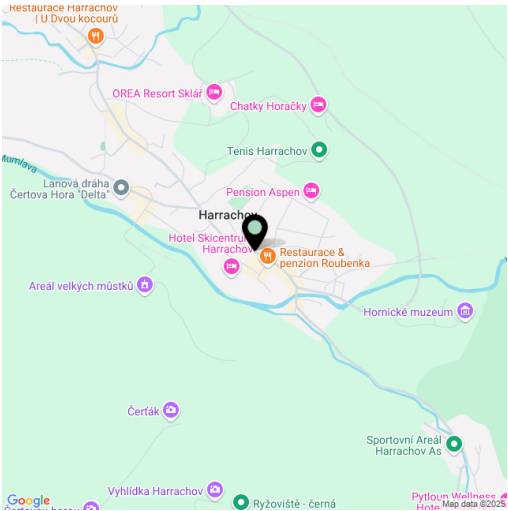 Restaurace Harrachov
| U Dvou kocourů
OREA Resort Sklář
Chatky Horačky
Tenis Harrachov
Mumlava
Lanová dráha
Čertova Hora "Delta"
Pension Aspen
Harrachov
Hotel Skicentrum
Harrachov
Restaurace &
penzion Roubenka
Areál velkých můstků
Hornické muzeum
Čerťák
Sportovní Areál
Harrachov As
Vyhlídka Harrachov
Ryžoviště - černá
Pytloun Wellness
Hote
Google
Map data ©2025